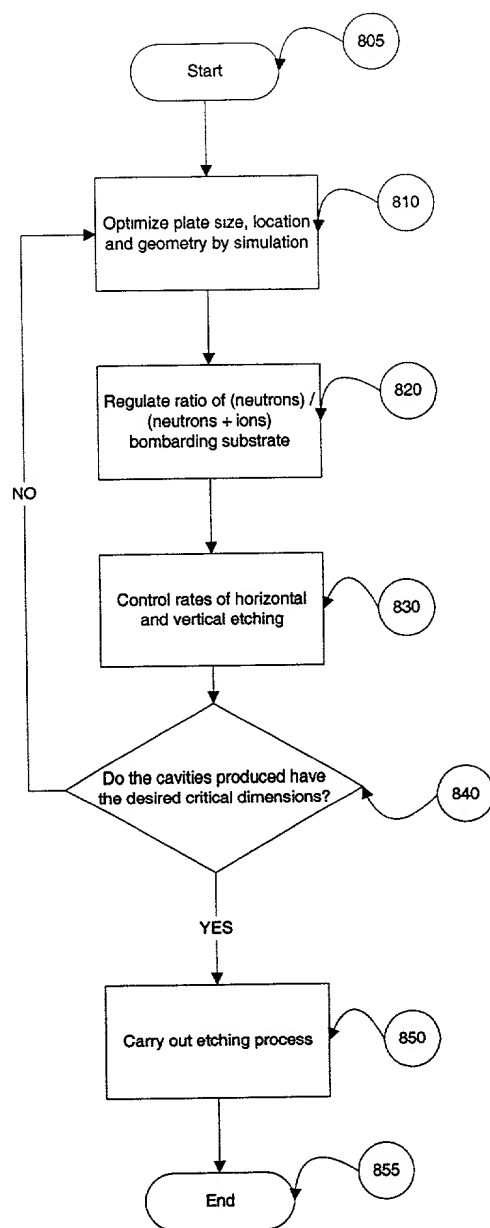 805
Start
810
Optimize plate size, location
and geometry by simulation
820
Regulate ratio of (neutrons) /
(neutrons + ions)
bombarding substrate
NO
830
Control rates of horizontal
and vertical etching
Do the cavities produced have
the desired critical dimensions?
840
YES
Carry out etching process
850
855
End